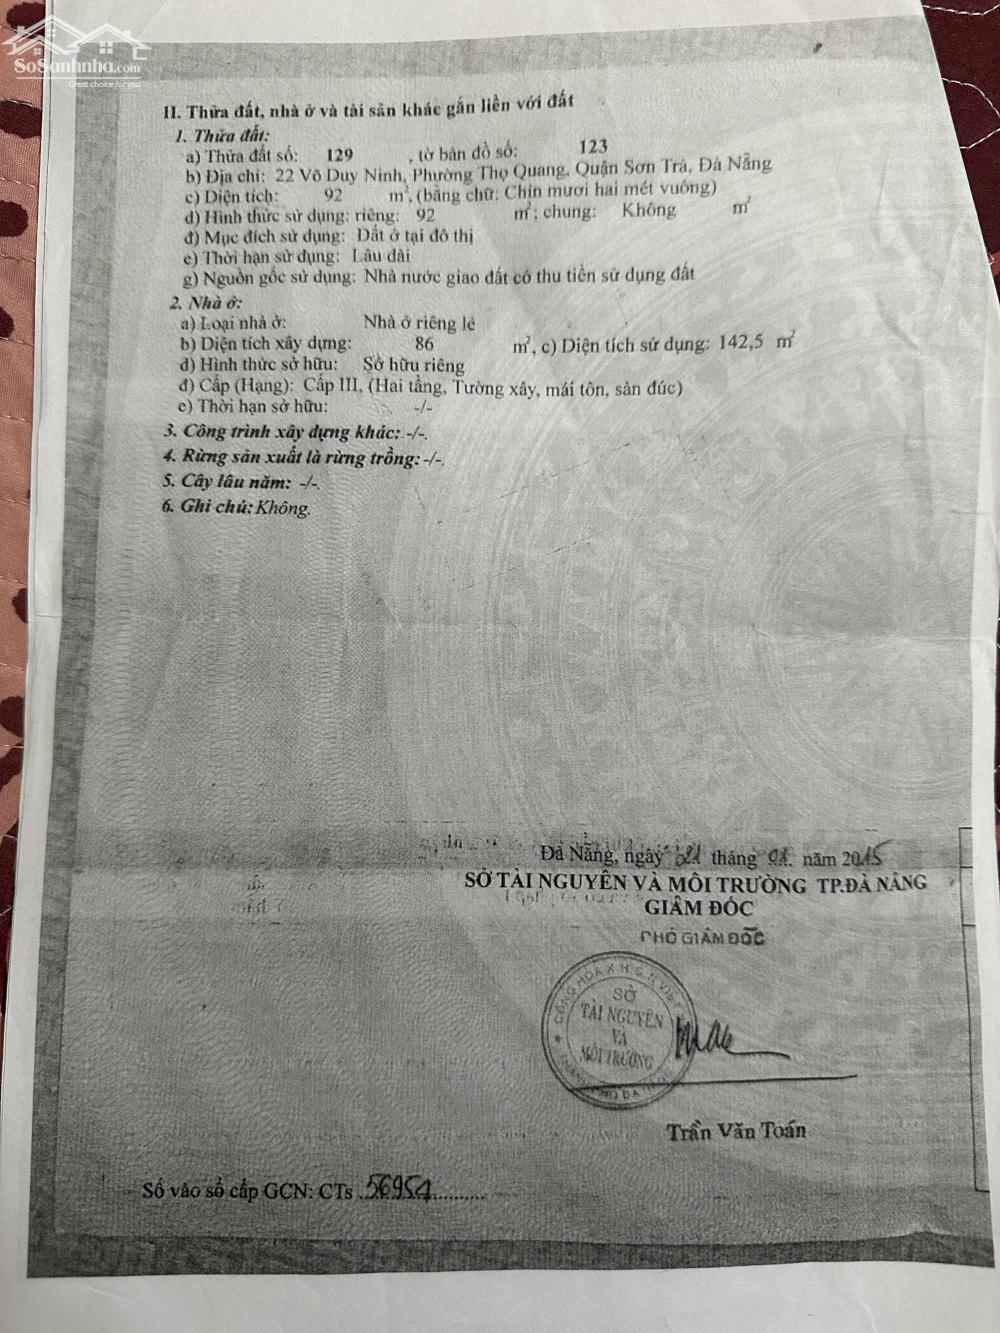 SoSanhnha.com
Great choice for you
II. Thửa đất, nhà ở và tài sản khác gắn liền với đất
1. Thửa đất:
a) Thửa đất số: 129 , tờ bản đồ số: 123
b) Địa chỉ: 22 Võ Duy Ninh, Phường Thọ Quang, Quận Sơn Trà, Đà Nẵng
c) Diện tích: 92 m², (bằng chữ: Chín mươi hai mét vuông)
d) Hình thức sử dụng: riêng: 92 m²; chung: Không m²
đ) Mục đích sử dụng: Đất ở tại đô thị
e) Thời hạn sử dụng: Lâu dài
g) Nguồn gốc sử dụng: Nhà nước giao đất có thu tiền sử dụng đất
2. Nhà ở:
a) Loại nhà ở: Nhà ở riêng lẻ
b) Diện tích xây dựng: 86 m², c) Diện tích sử dụng: 142,5 m²
d) Hình thức sở hữu: Sở hữu riêng
đ) Cấp (Hạng): Cấp III, (Hai tầng, Tường xây, mái tôn, sàn đúc)
e) Thời hạn sở hữu: -/-
3. Công trình xây dựng khác: -/-.
4. Rừng sản xuất là rừng trồng: -/-.
5. Cây lâu năm: -/-.
6. Ghi chú: Không.
Đà Nẵng, ngày tháng 01 năm 2015
SỞ TÀI NGUYÊN VÀ MÔI TRƯỜNG TP.ĐÀ NẴNG
GIÁM ĐỐC
PHÓ GIÁM ĐỐC
CỘNG HÒA X.H.C.N VIỆT
SỞ
TÀI NGUYÊN
VÀ
MÔI TRƯỜNG
Trần Văn Toán
Số vào sổ cấp GCN: CTs .56954..........